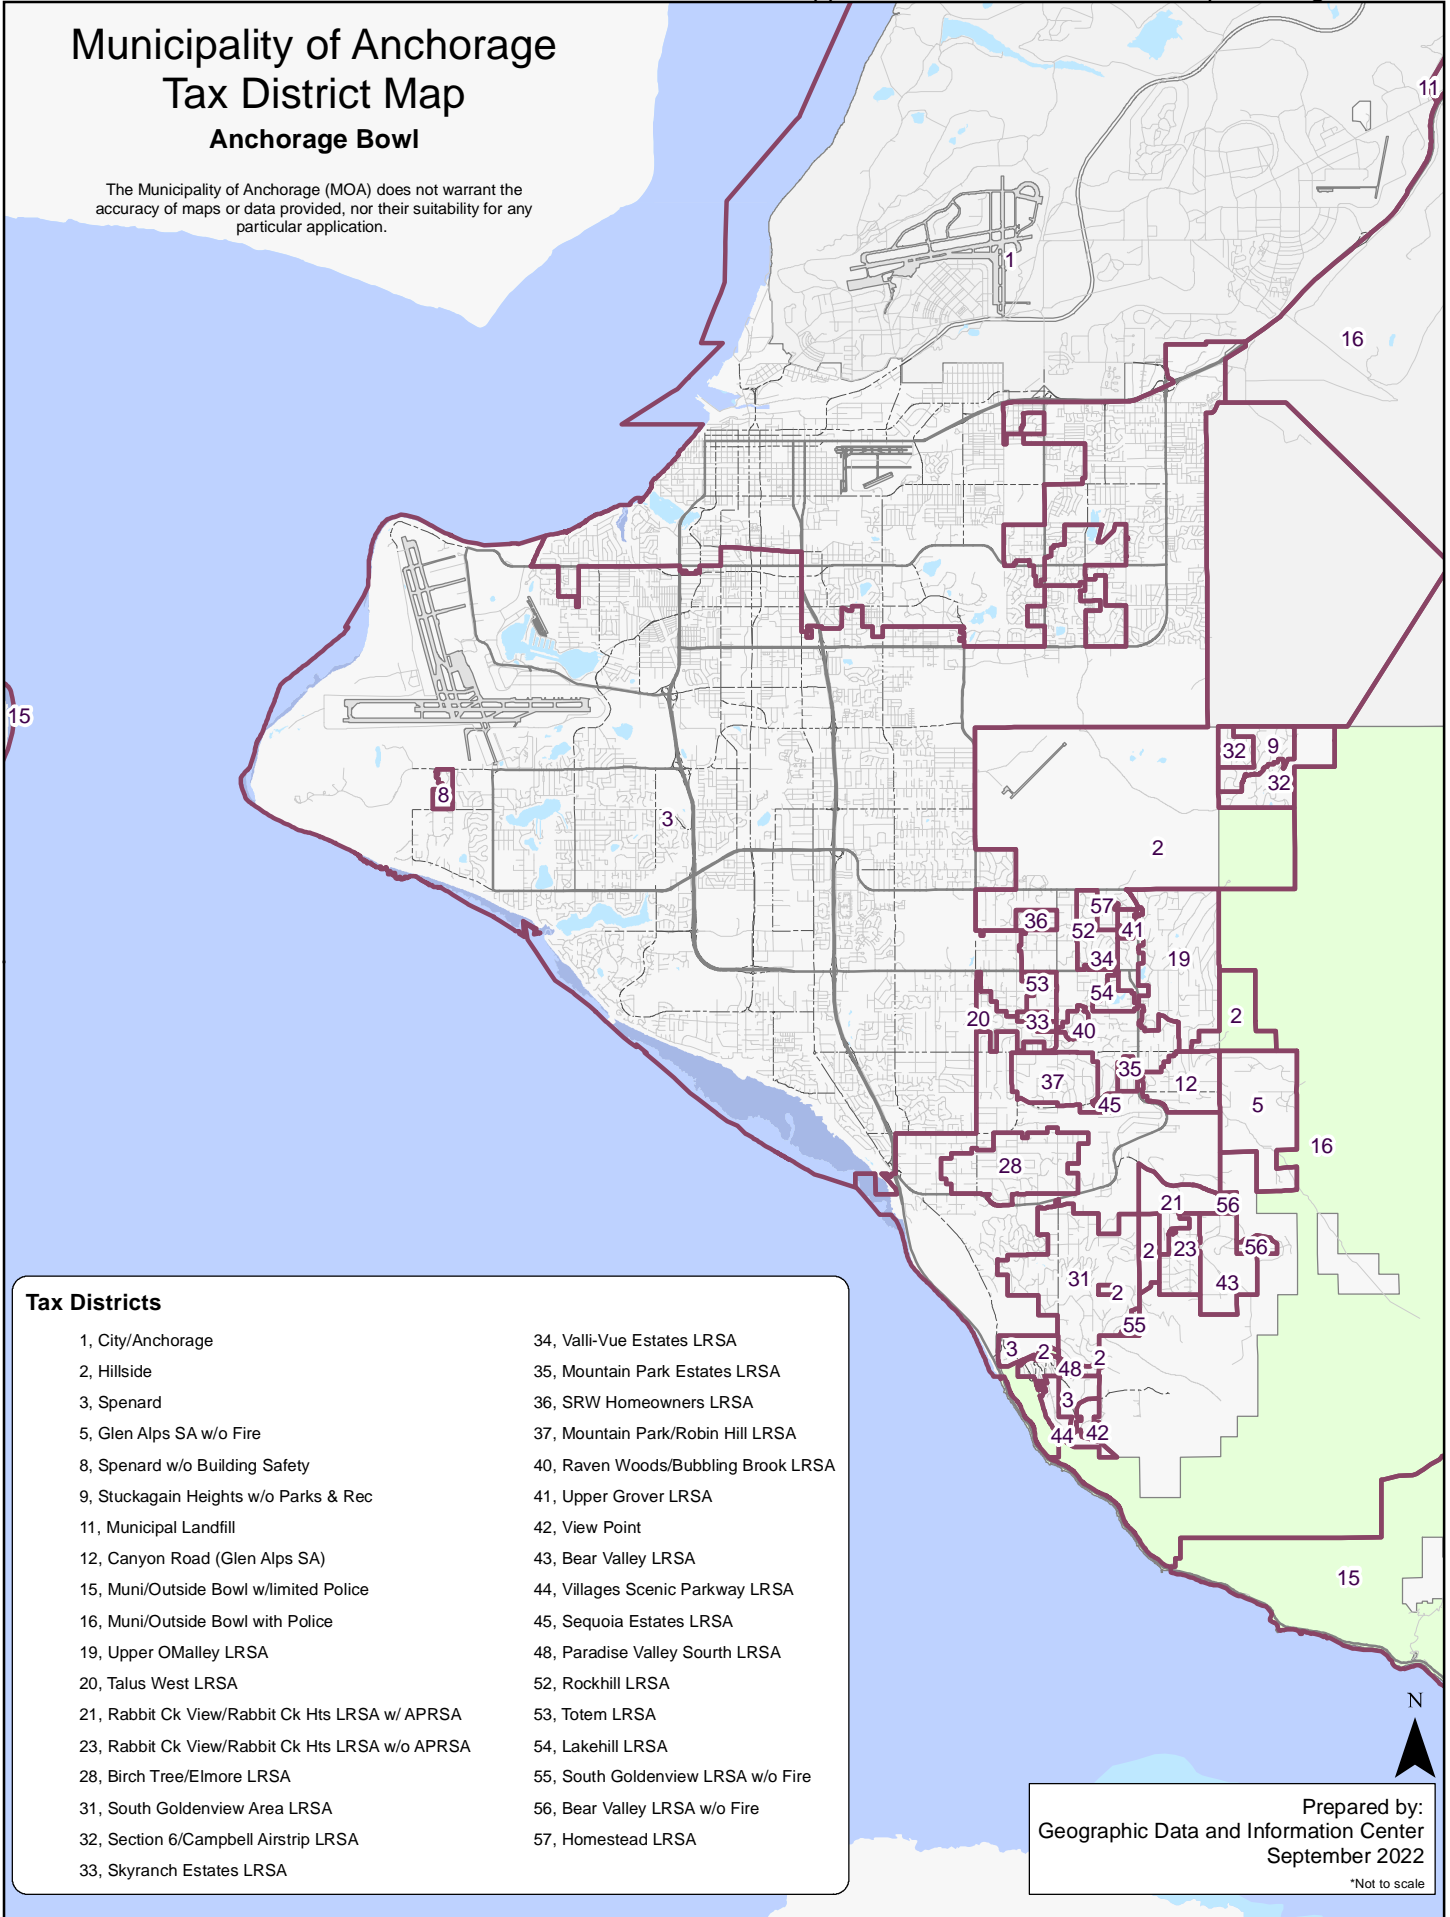 Municipality of Anchorage
Tax District Map
Anchorage Bowl
The Municipality of Anchorage (MOA) does not warrant the
accuracy of maps or data provided, nor their suitability for any
particular application.
11
1
16
15
32
9
32
8
3
2
57
36
52
41
34
19
53
54
20
33
40
2
35
37
12
45
5
16
28
21
56
2
23
56
31
43
2
55
3
2
2
48
3
44
42
15
Tax Districts
1, City/Anchorage
2, Hillside
3, Spenard
5, Glen Alps SA w/o Fire
8, Spenard w/o Building Safety
9, Stuckagain Heights w/o Parks & Rec
11, Municipal Landfill
12, Canyon Road (Glen Alps SA)
15, Muni/Outside Bowl w/limited Police
16, Muni/Outside Bowl with Police
19, Upper OMalley LRSA
20, Talus West LRSA
21, Rabbit Ck View/Rabbit Ck Hts LRSA w/ APRSA
23, Rabbit Ck View/Rabbit Ck Hts LRSA w/o APRSA
28, Birch Tree/Elmore LRSA
31, South Goldenview Area LRSA
32, Section 6/Campbell Airstrip LRSA
33, Skyranch Estates LRSA
34, Valli-Vue Estates LRSA
35, Mountain Park Estates LRSA
36, SRW Homeowners LRSA
37, Mountain Park/Robin Hill LRSA
40, Raven Woods/Bubbling Brook LRSA
41, Upper Grover LRSA
42, View Point
43, Bear Valley LRSA
44, Villages Scenic Parkway LRSA
45, Sequoia Estates LRSA
48, Paradise Valley Sourth LRSA
52, Rockhill LRSA
53, Totem LRSA
54, Lakehill LRSA
55, South Goldenview LRSA w/o Fire
56, Bear Valley LRSA w/o Fire
57, Homestead LRSA
N
Prepared by:
Geographic Data and Information Center
September 2022
*Not to scale